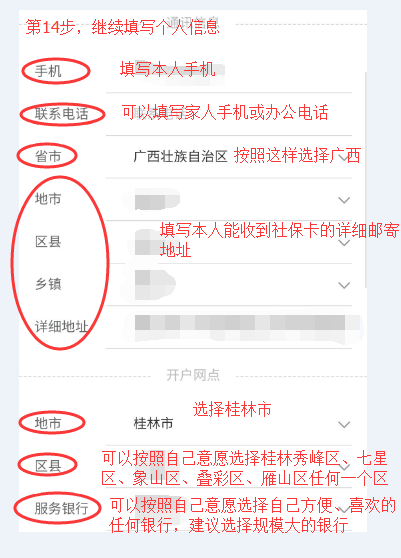 第14步，继续填写个人信息
手机 填写本人手机
联系电话 可以填写家人手机或办公电话
省市 广西壮族自治区 按照这样选择广西
地市
区县 填写本人能收到社保卡的详细邮寄
地址
乡镇
详细地址
开户网点
选择桂林市
地市 桂林市
区县 可以按照自己意愿选择桂林秀峰区、七星
区、象山区、叠彩区、雁山区任何一个区
服务银行 可以按照自己意愿选择自己方便、喜欢的
任何银行，建议选择规模大的银行